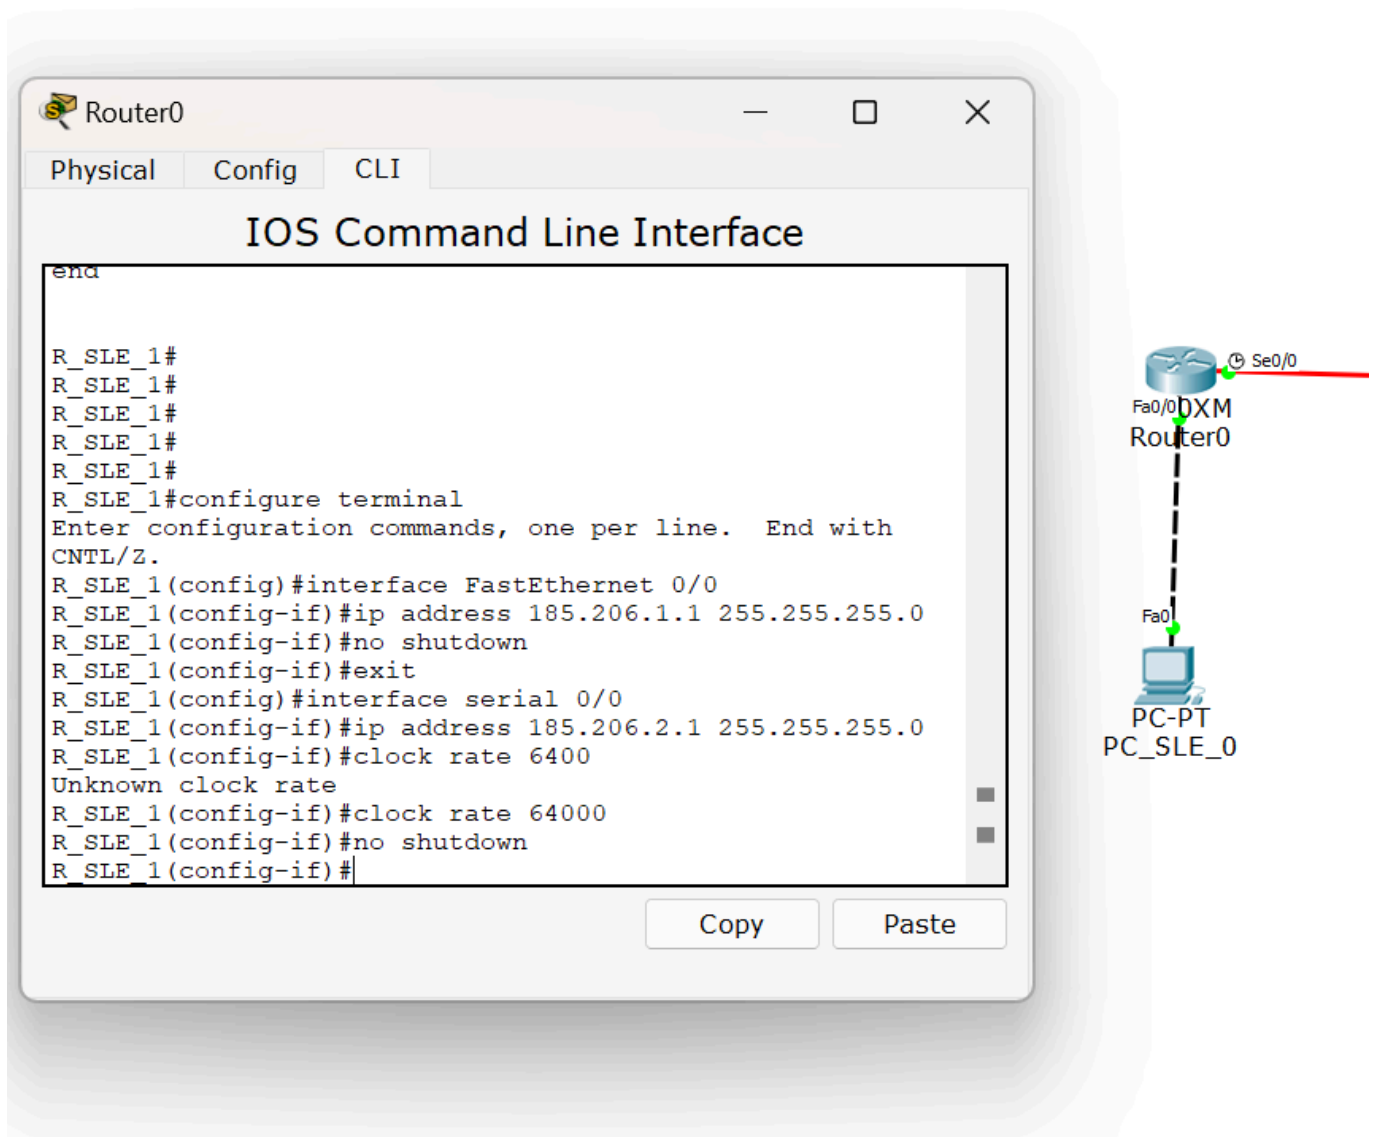 Router0
Physical Config CLI
IOS Command Line Interface
end
R_SLE_1#
R_SLE_1#
R_SLE_1#
R_SLE_1#
R_SLE_1#
R_SLE_1#configure terminal
Enter configuration commands, one per line.  End with
CNTL/Z.
R_SLE_1(config)#interface FastEthernet 0/0
R_SLE_1(config-if)#ip address 185.206.1.1 255.255.255.0
R_SLE_1(config-if)#no shutdown
R_SLE_1(config-if)#exit
R_SLE_1(config)#interface serial 0/0
R_SLE_1(config-if)#ip address 185.206.2.1 255.255.255.0
R_SLE_1(config-if)#clock rate 6400
Unknown clock rate
R_SLE_1(config-if)#clock rate 64000
R_SLE_1(config-if)#no shutdown
R_SLE_1(config-if)#
Copy Paste
Se0/0
Fa0/0 0XM
Router0
Fa0
PC-PT
PC_SLE_0